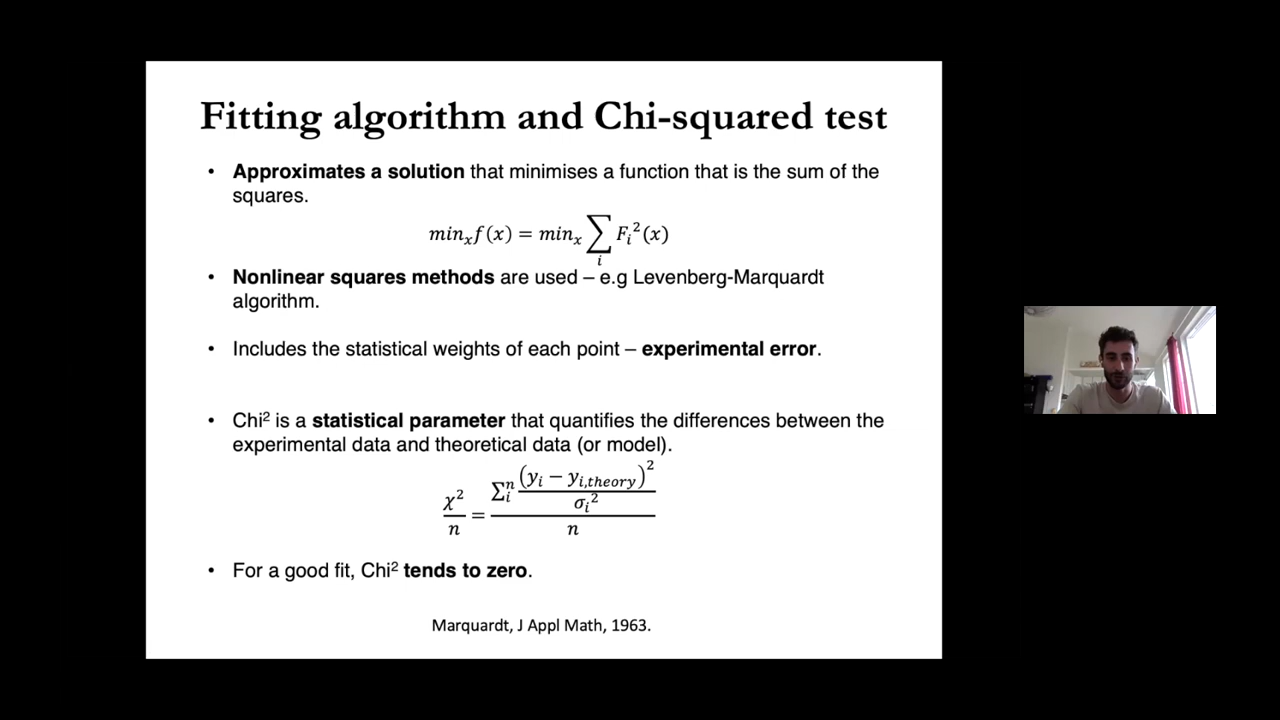 Fitting algorithm and Chi-squared test
• Approximates a solution that minimises a function that is the sum of the
squares.
min_x f(x) = min_x ∑_i F_i²(x)
• Nonlinear squares methods are used – e.g Levenberg-Marquardt
algorithm.
• Includes the statistical weights of each point – experimental error.
• Chi² is a statistical parameter that quantifies the differences between the
experimental data and theoretical data (or model).
χ²/n = (∑_i^n (y_i − y_{i,theory})²/σ_i²)/n
• For a good fit, Chi² tends to zero.
Marquardt, J Appl Math, 1963.